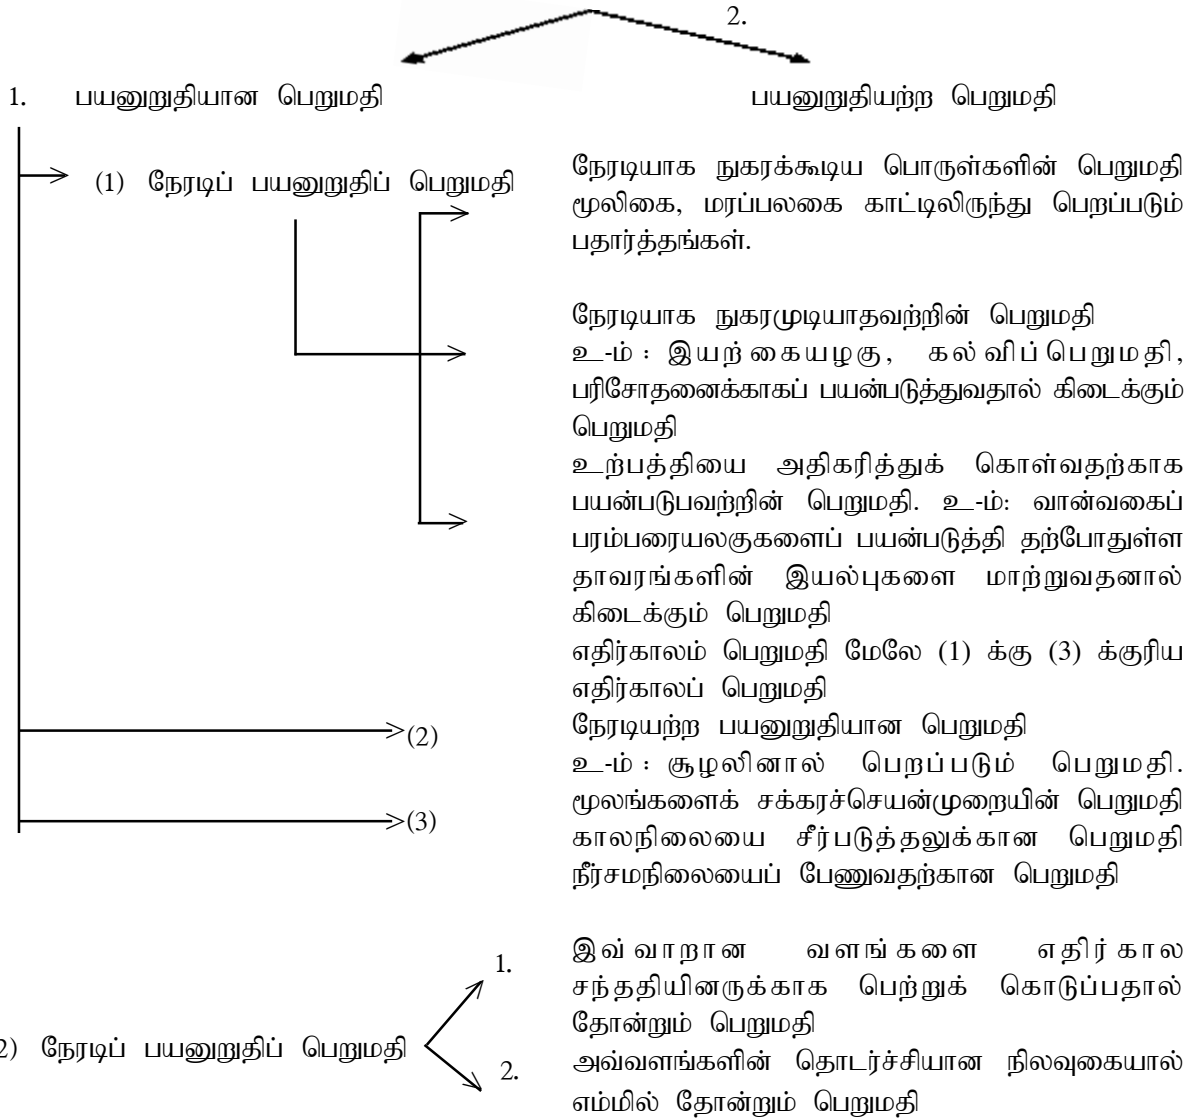 2.
1. பயனுறுதியான பெறுமதி
பயனுறுதியற்ற பெறுமதி
(1) நேரடிப் பயனுறுதிப் பெறுமதி
நேரடியாக நுகரக்கூடிய பொருள்களின் பெறுமதி
மூலிகை, மரப்பலகை காட்டிலிருந்து பெறப்படும்
பதார்த்தங்கள்.
நேரடியாக நுகரமுடியாதவற்றின் பெறுமதி
உ-ம் : இயற்கையழகு, கல்விப்பெறுமதி,
பரிசோதனைக்காகப் பயன்படுத்துவதால் கிடைக்கும்
பெறுமதி
உற்பத்தியை அதிகரித்துக் கொள்வதற்காக
பயன்படுபவற்றின் பெறுமதி. உ-ம்: வான்வகைப்
பரம்பரையலகுகளைப் பயன்படுத்தி தற்போதுள்ள
தாவரங்களின் இயல்புகளை மாற்றுவதனால்
கிடைக்கும் பெறுமதி
எதிர்காலம் பெறுமதி மேலே (1) க்கு (3) க்குரிய
எதிர்காலப் பெறுமதி
(2) நேரடியற்ற பயனுறுதியான பெறுமதி
உ-ம் : சூழலினால் பெறப்படும் பெறுமதி.
(3) மூலங்களைக் சக்கரச்செயன்முறையின் பெறுமதி
காலநிலையை சீர்படுத்தலுக்கான பெறுமதி
நீர்சமநிலையைப் பேணுவதற்கான பெறுமதி
2) நேரடிப் பயனுறுதிப் பெறுமதி
1. இவ்வாறான வளங்களை எதிர்கால
சந்ததியினருக்காக பெற்றுக் கொடுப்பதால்
தோன்றும் பெறுமதி
2. அவ்வளங்களின் தொடர்ச்சியான நிலவுகையால்
எம்மில் தோன்றும் பெறுமதி